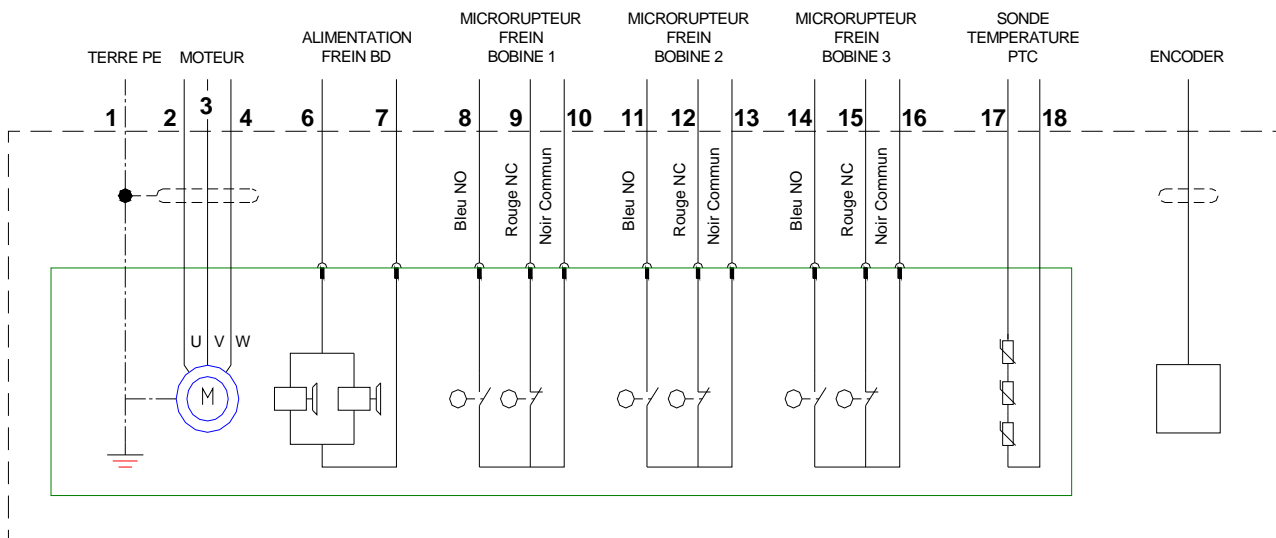 TERRE PE
MOTEUR
ALIMENTATION
FREIN BD
MICRORUPTEUR
FREIN
BOBINE 1
MICRORUPTEUR
FREIN
BOBINE 2
MICRORUPTEUR
FREIN
BOBINE 3
SONDE
TEMPERATURE
PTC
ENCODER
1 2 3 4 6 7 8 9 10 11 12 13 14 15 16 17 18
Bleu NO
Rouge NC
Noir Commun
Bleu NO
Rouge NC
Noir Commun
Bleu NO
Rouge NC
Noir Commun
U V W
M